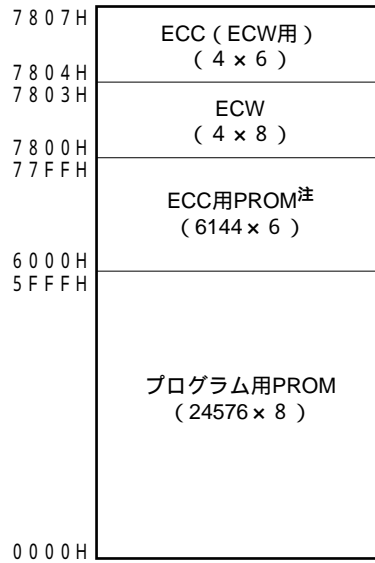 7807H
ECC（ECW用）
（4×6）
7804H
7803H
ECW
（4×8）
7800H
77FFH
ECC用PROM注
（6144×6）
6000H
5FFFH
プログラム用PROM
（24576×8）
0000H